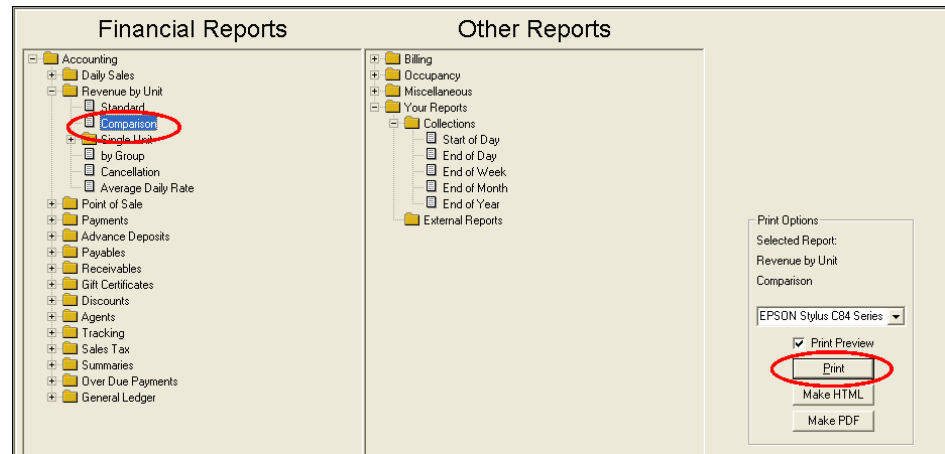 Financial Reports
Accounting
Daily Sales
Revenue by Unit
Standard
Comparison
Single Unit
by Group
Cancellation
Average Daily Rate
Point of Sale
Payments
Advance Deposits
Payables
Receivables
Gift Certificates
Discounts
Agents
Tracking
Sales Tax
Summaries
Over Due Payments
General Ledger
Other Reports
Billing
Occupancy
Miscellaneous
Your Reports
Collections
Start of Day
End of Day
End of Week
End of Month
End of Year
External Reports
Print Options
Selected Report:
Revenue by Unit
Comparison
EPSON Stylus C84 Series
Print Preview
Print
Make HTML
Make PDF